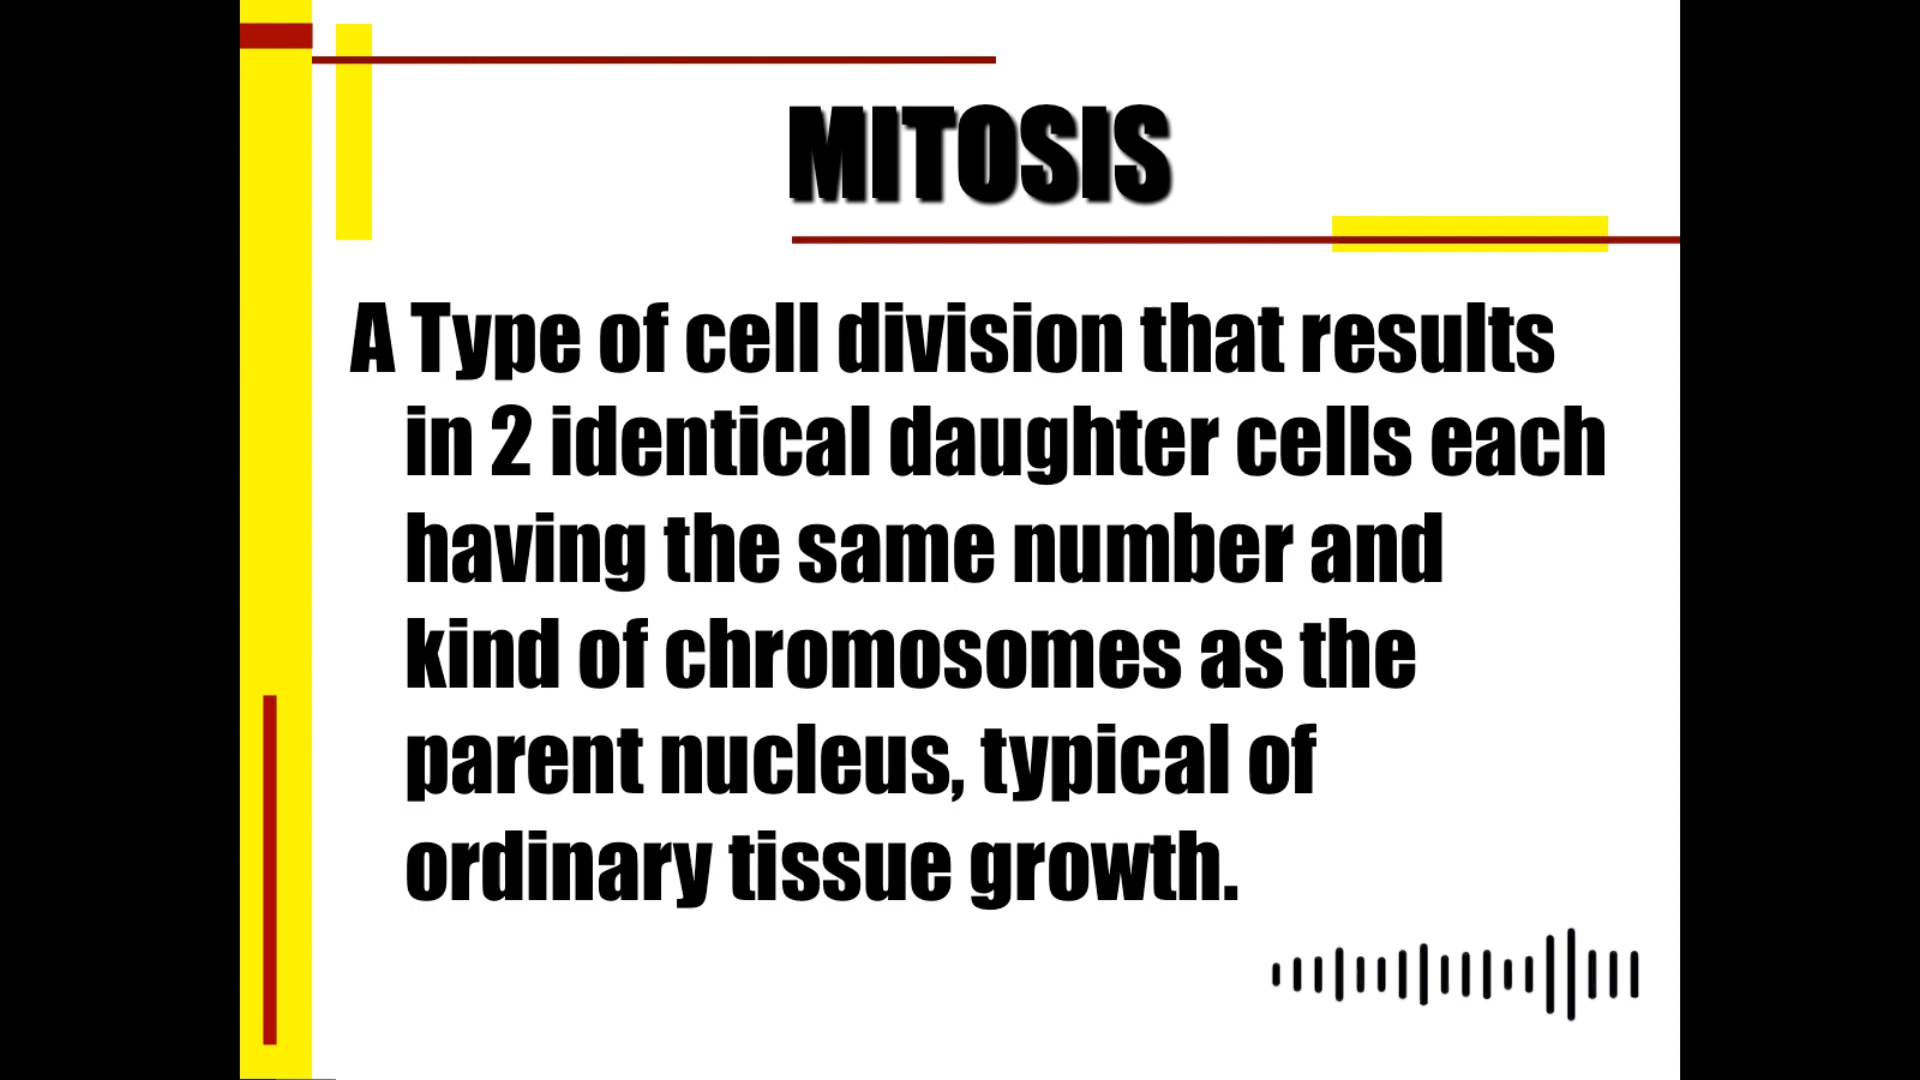 MITOSIS
A Type of cell division that results
in 2 identical daughter cells each
having the same number and
kind of chromosomes as the
parent nucleus, typical of
ordinary tissue growth.